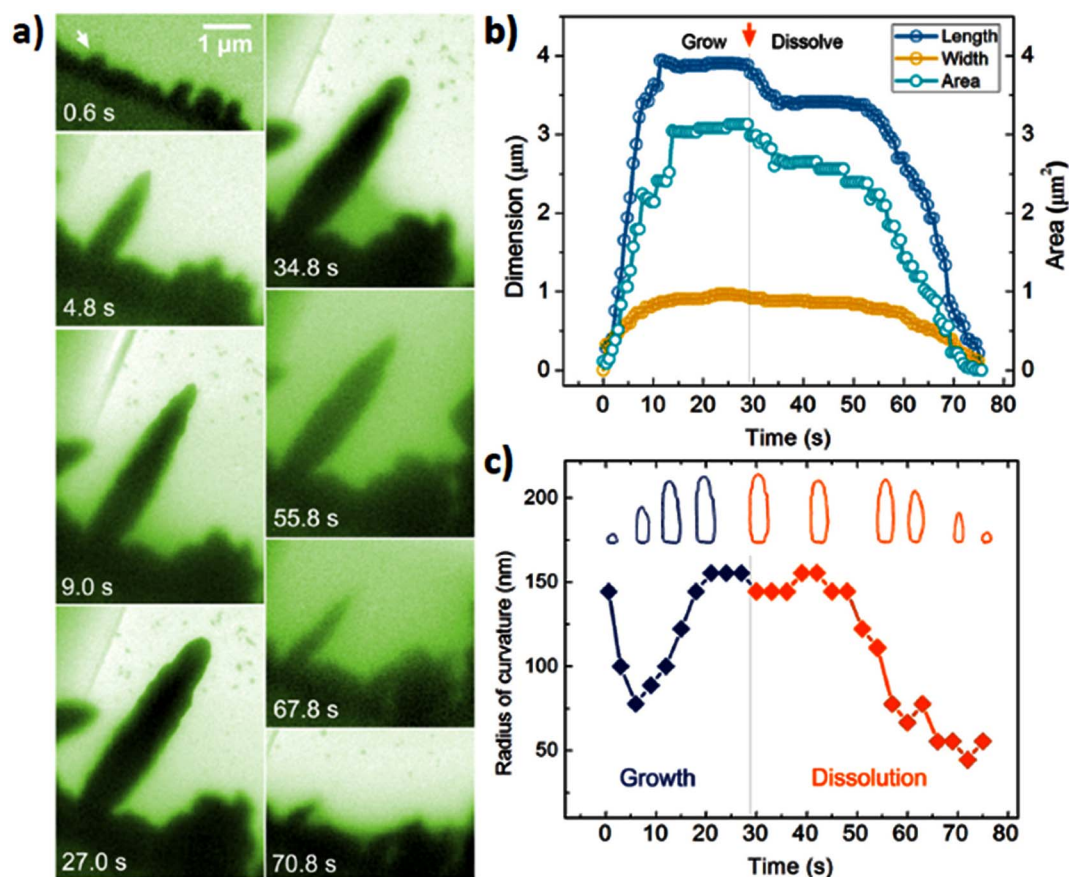 a)
1 µm
0.6 s
4.8 s
9.0 s
27.0 s
34.8 s
55.8 s
67.8 s
70.8 s
b)
Grow
Dissolve
Length
Width
Area
4
3
2
1
0
4
3
2
1
0
Dimension (µm)
Area (µm²)
0 10 20 30 40 50 60 70 80
Time (s)
c)
200
150
100
50
Radius of curvature (nm)
Growth
Dissolution
0 10 20 30 40 50 60 70 80
Time (s)